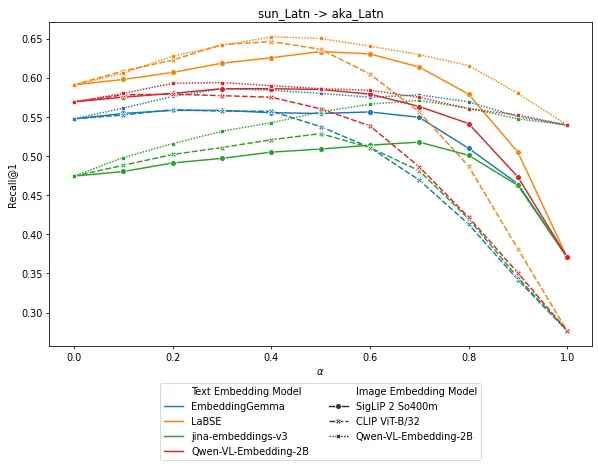 sun_Latn -> aka_Latn
Recall@1
0.65
0.60
0.55
0.50
0.45
0.40
0.35
0.30
0.0 0.2 0.4 0.6 0.8 1.0
α
Text Embedding Model
EmbeddingGemma
LaBSE
jina-embeddings-v3
Qwen-VL-Embedding-2B
Image Embedding Model
SigLIP 2 So400m
CLIP ViT-B/32
Qwen-VL-Embedding-2B